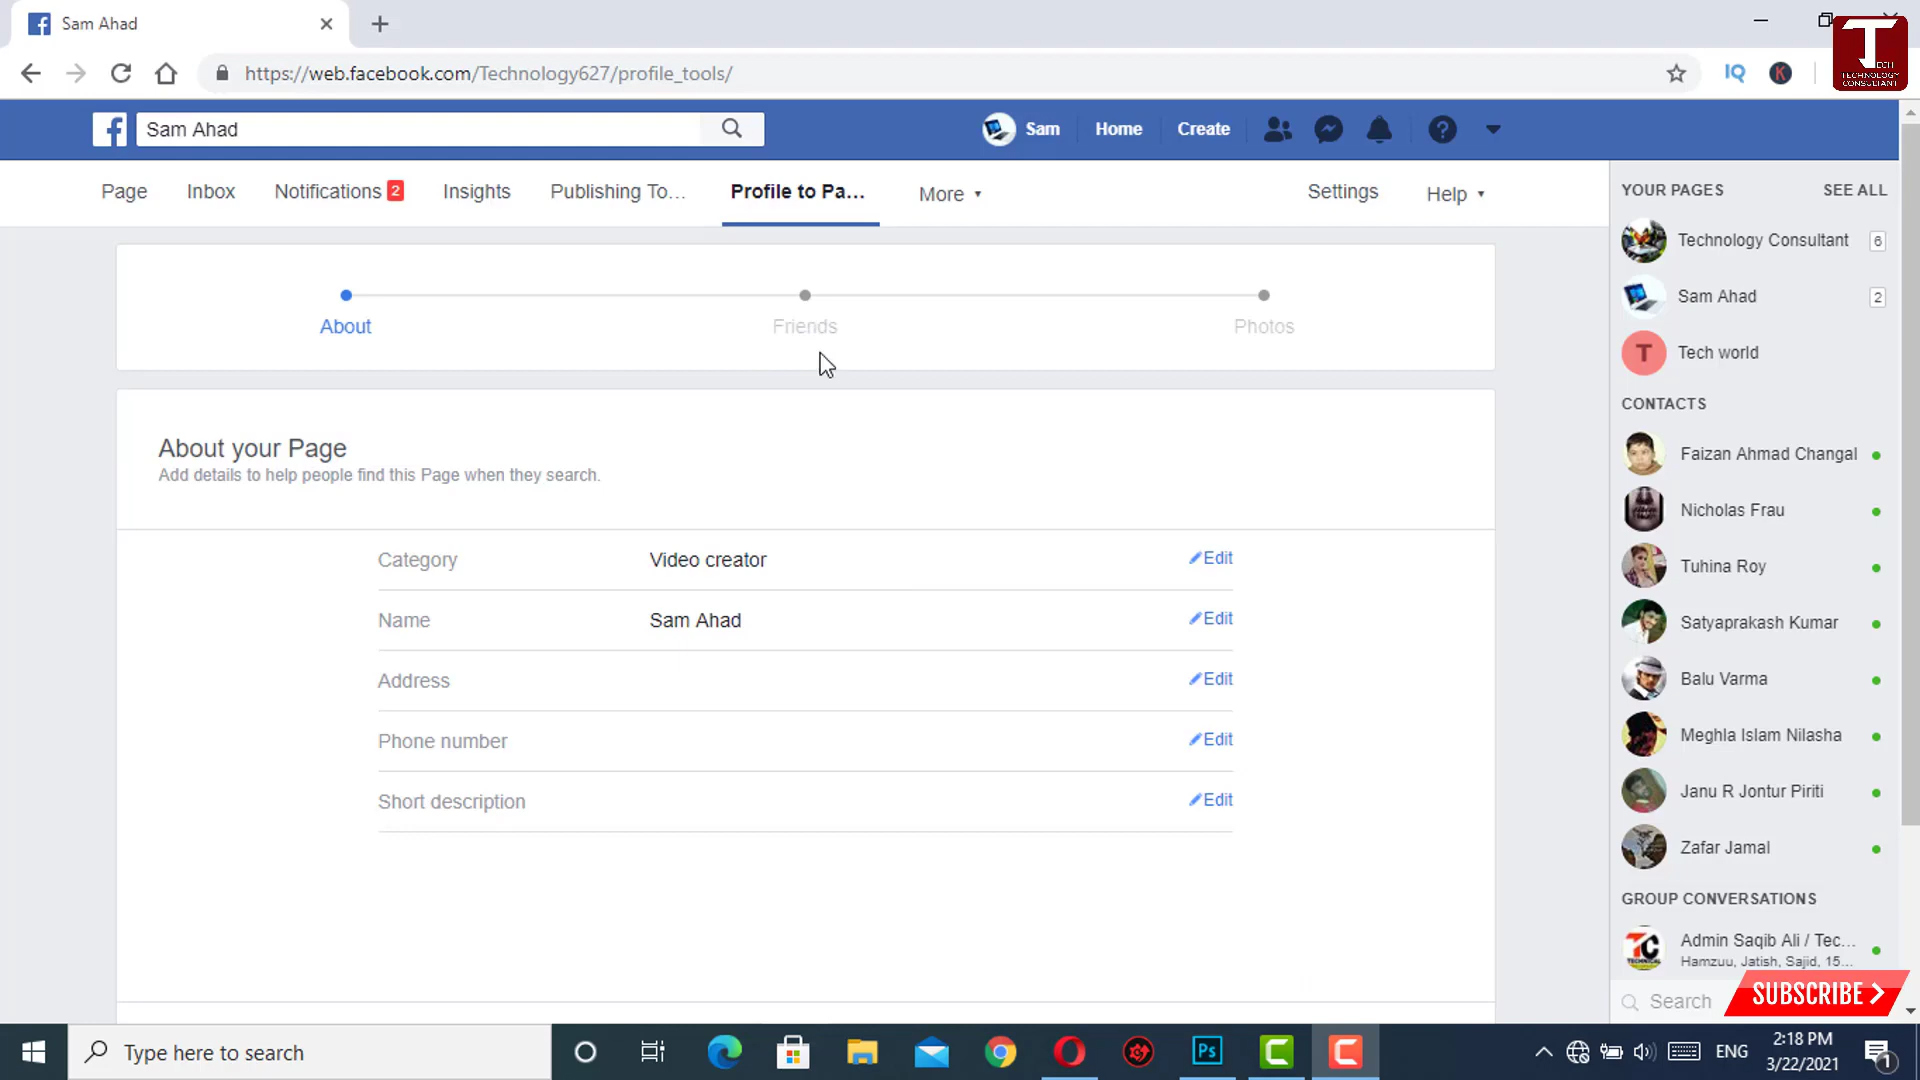 Sam Ahad
https://web.facebook.com/Technology627/profile_tools/
IQ
K
TECH
TECHNOLOGY
CONSULTANT
Sam Ahad
Sam
Home
Create
Page
Inbox
Notifications 2
Insights
Publishing To...
Profile to Pa...
More
Settings
Help
About
Friends
Photos
About your Page
Add details to help people find this Page when they search.
Category
Video creator
Edit
Name
Sam Ahad
Edit
Address
Edit
Phone number
Edit
Short description
Edit
YOUR PAGES
SEE ALL
Technology Consultant
6
Sam Ahad
2
T
Tech world
CONTACTS
Faizan Ahmad Changal
Nicholas Frau
Tuhina Roy
Satyaprakash Kumar
Balu Varma
Meghla Islam Nilasha
Janu R Jontur Piriti
Zafar Jamal
GROUP CONVERSATIONS
TC
Admin Saqib Ali / Tec...
Hamzuu, Jatish, Sajid, 15...
Search
SUBSCRIBE
Type here to search
Ps
ENG
2:18 PM
3/22/2021
1